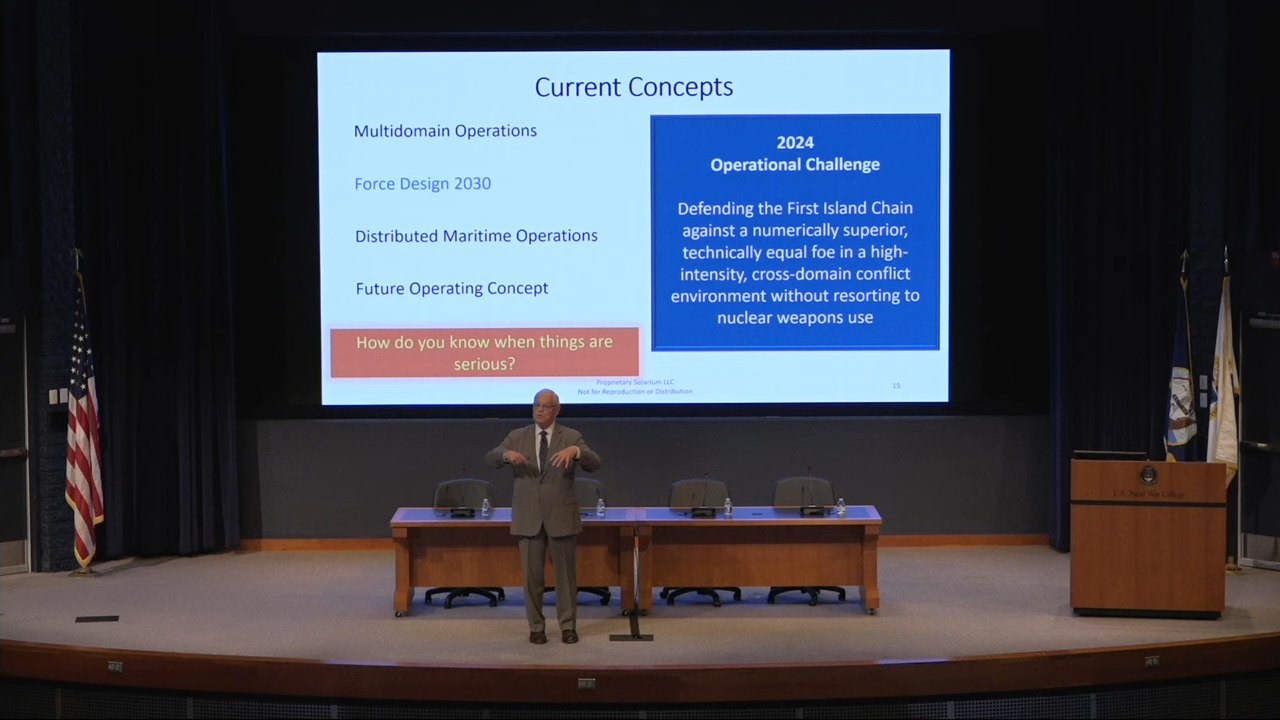 Current Concepts
Multidomain Operations
Force Design 2030
Distributed Maritime Operations
Future Operating Concept
How do you know when things are
serious?
2024
Operational Challenge
Defending the First Island Chain
against a numerically superior,
technically equal foe in a high-
intensity, cross-domain conflict
environment without resorting to
nuclear weapons use
Proprietary Solarium LLC
Not for Reproduction or Distribution
15
U.S. Naval War College